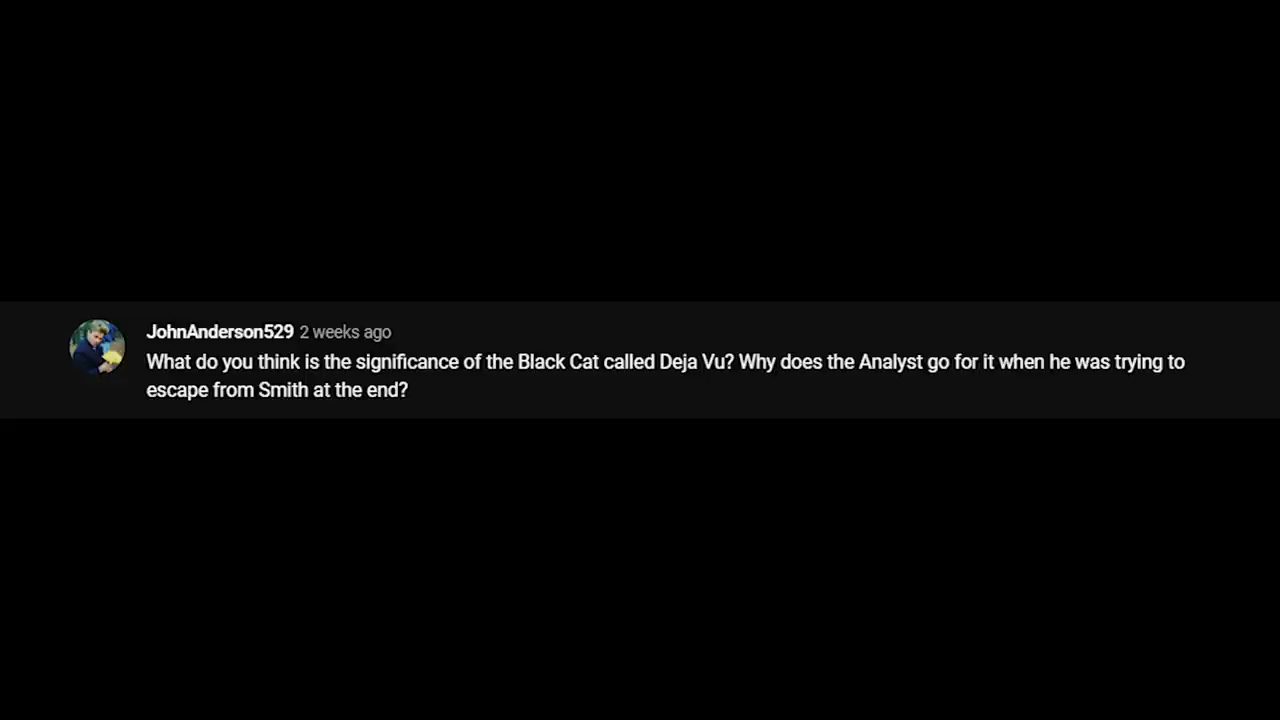 JohnAnderson529 2 weeks ago
What do you think is the significance of the Black Cat called Deja Vu? Why does the Analyst go for it when he was trying to
escape from Smith at the end?